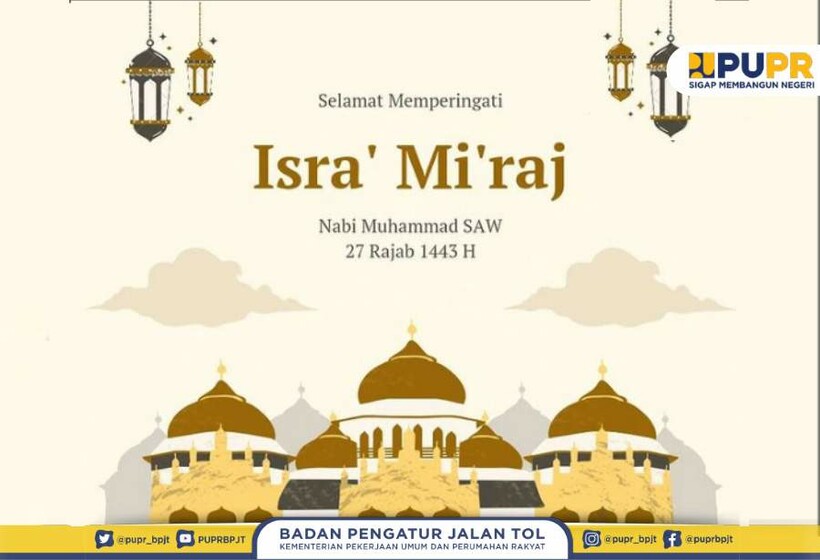 PUPR
SIGAP MEMBANGUN NEGERI
Selamat Memperingati
Isra' Mi'raj
Nabi Muhammad SAW
27 Rajab 1443 H
@pupr_bpjt
PUPRBPJT
BADAN PENGATUR JALAN TOL
KEMENTERIAN PEKERJAAN UMUM DAN PERUMAHAN RAKYAT
@pupr_bpjt
@puprbpjt